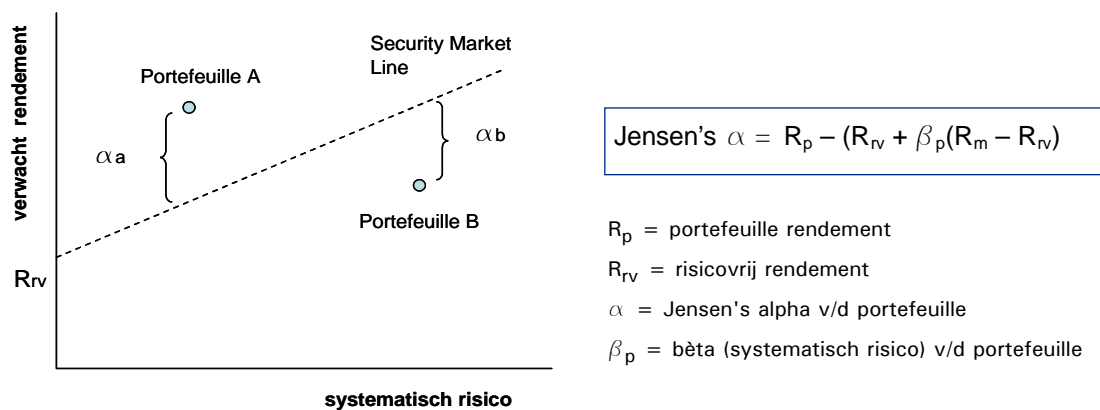 verwacht rendement
Security Market
Line
Portefeuille A
αa
αb
Portefeuille B
Rrv
systematisch risico
Jensen's α = Rp – (Rrv + βp(Rm – Rrv)
Rp = portefeuille rendement
Rrv = risicovrij rendement
α = Jensen's alpha v/d portefeuille
βp = bèta (systematisch risico) v/d portefeuille